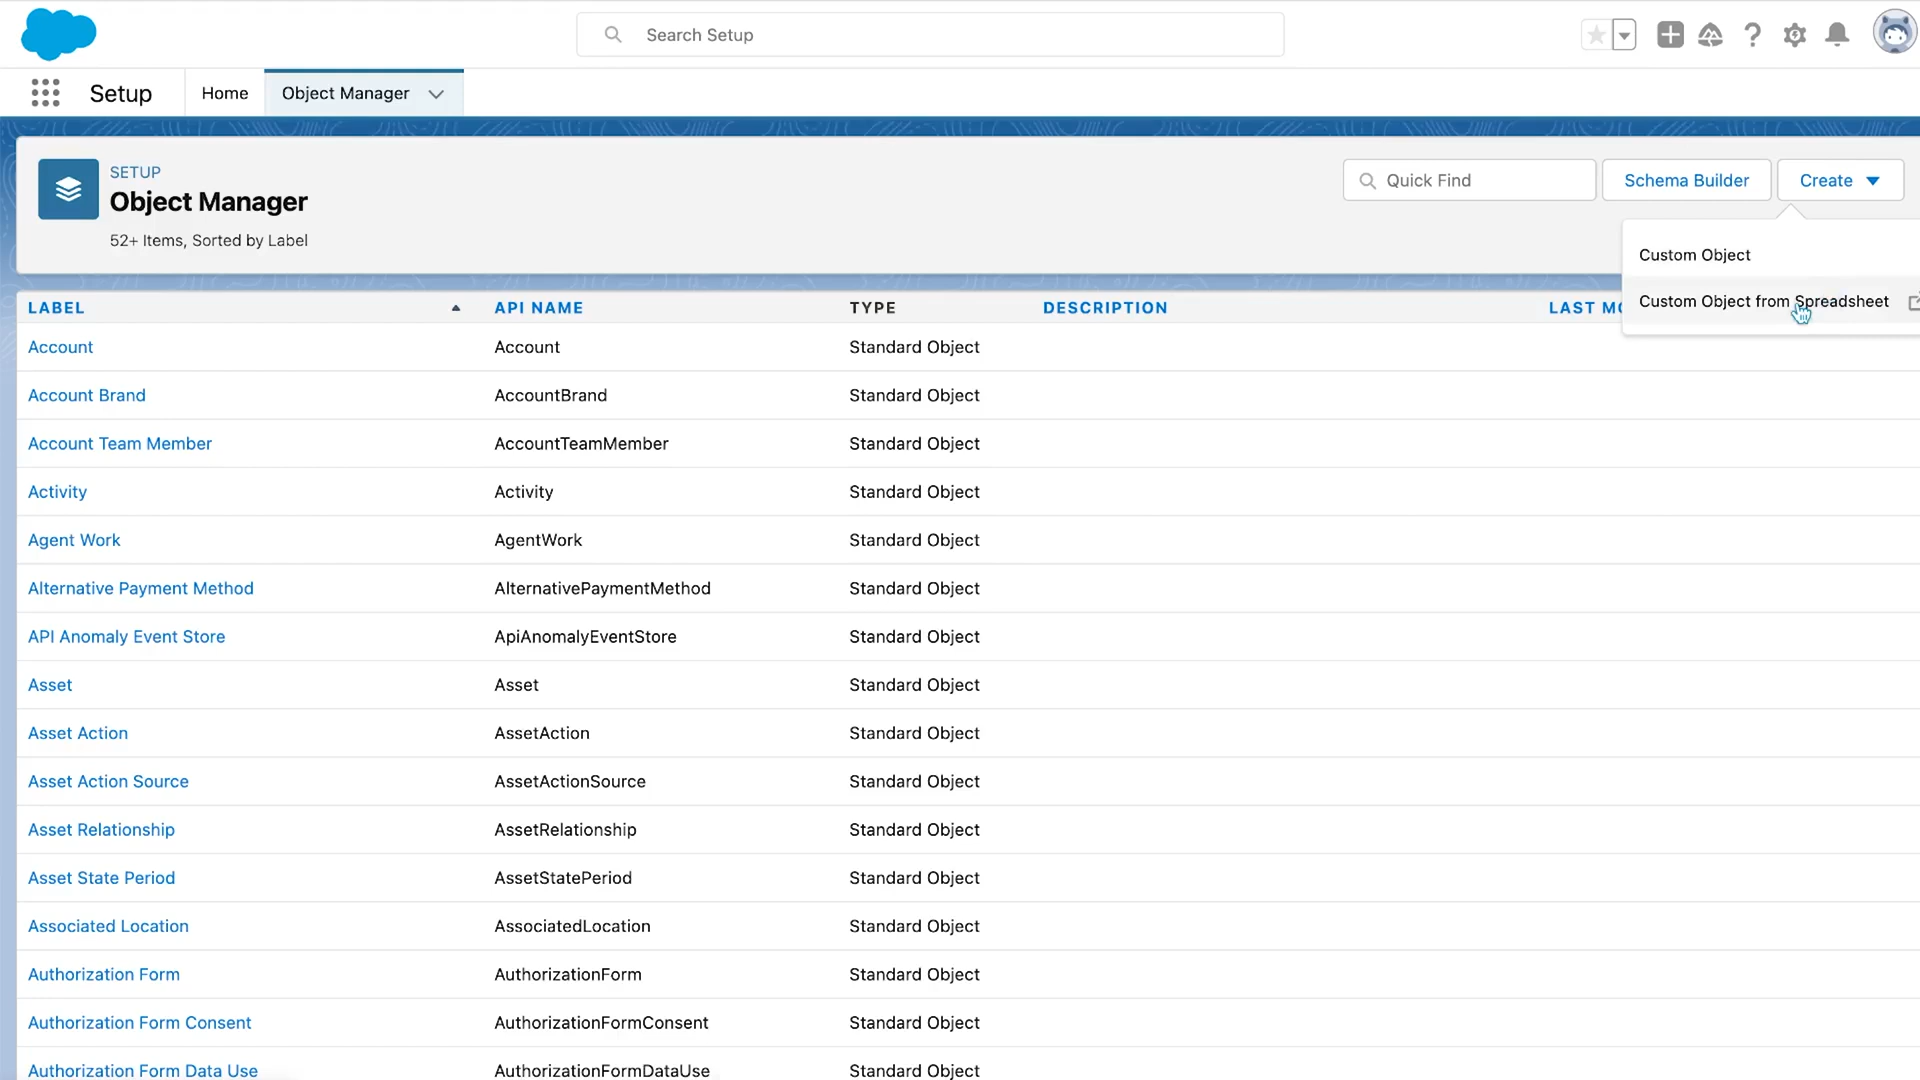 Search Setup
Setup
Home
Object Manager
SETUP
Object Manager
52+ Items, Sorted by Label
Quick Find
Schema Builder
Create
Custom Object
Custom Object from Spreadsheet
LABEL API NAME TYPE DESCRIPTION LAST
Account Account Standard Object
Account Brand AccountBrand Standard Object
Account Team Member AccountTeamMember Standard Object
Activity Activity Standard Object
Agent Work AgentWork Standard Object
Alternative Payment Method AlternativePaymentMethod Standard Object
API Anomaly Event Store ApiAnomalyEventStore Standard Object
Asset Asset Standard Object
Asset Action AssetAction Standard Object
Asset Action Source AssetActionSource Standard Object
Asset Relationship AssetRelationship Standard Object
Asset State Period AssetStatePeriod Standard Object
Associated Location AssociatedLocation Standard Object
Authorization Form AuthorizationForm Standard Object
Authorization Form Consent AuthorizationFormConsent Standard Object
Authorization Form Data Use AuthorizationFormDataUse Standard Object